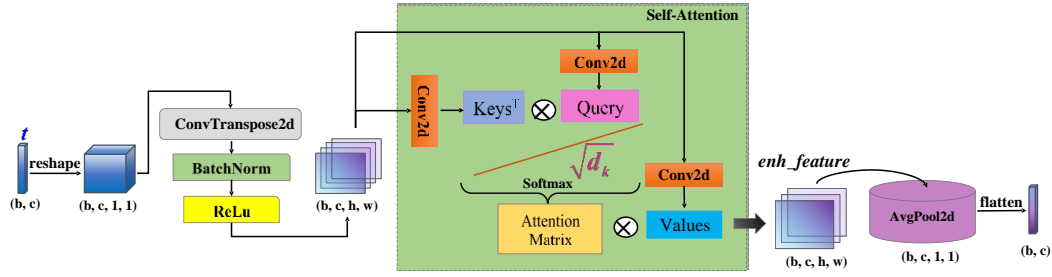 t
reshape
(b, c)
(b, c, 1, 1)
ConvTranspose2d
BatchNorm
ReLu
(b, c, h, w)
Self-Attention
Conv2d
Conv2d
Keys^T
⊗
Query
√d_k
Softmax
Conv2d
Attention
Matrix
⊗
Values
enh_feature
(b, c, h, w)
AvgPool2d
(b, c, 1, 1)
flatten
(b, c)